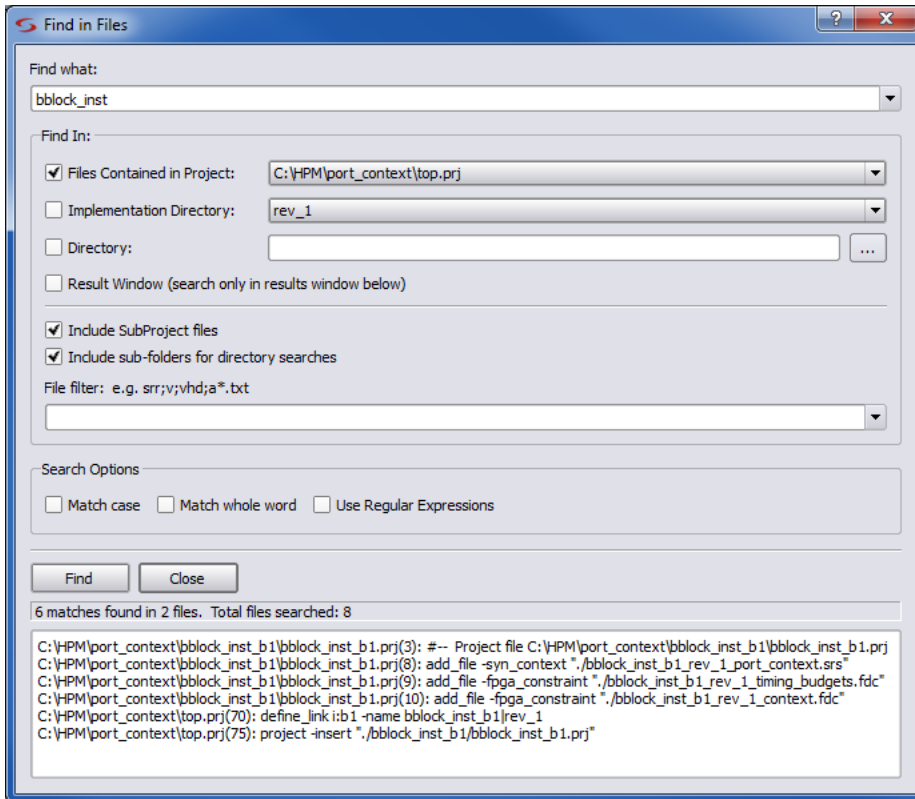 Find in Files
?
X
Find what:
bblock_inst
Find In:
Files Contained in Project: C:\HPM\port_context\top.prj
Implementation Directory: rev_1
Directory: ...
Result Window (search only in results window below)
Include SubProject files
Include sub-folders for directory searches
File filter: e.g. srr;v;vhd;a*.txt
Search Options
Match case Match whole word Use Regular Expressions
Find Close
6 matches found in 2 files. Total files searched: 8
C:\HPM\port_context\bblock_inst_b1\bblock_inst_b1.prj(3): #-- Project file C:\HPM\port_context\bblock_inst_b1\bblock_inst_b1.prj
C:\HPM\port_context\bblock_inst_b1\bblock_inst_b1.prj(8): add_file -syn_context "./bblock_inst_b1_rev_1_port_context.srs"
C:\HPM\port_context\bblock_inst_b1\bblock_inst_b1.prj(9): add_file -fpga_constraint "./bblock_inst_b1_rev_1_timing_budgets.fdc"
C:\HPM\port_context\bblock_inst_b1\bblock_inst_b1.prj(10): add_file -fpga_constraint "./bblock_inst_b1_rev_1_context.fdc"
C:\HPM\port_context\top.prj(70): define_link i:b1 -name bblock_inst_b1|rev_1
C:\HPM\port_context\top.prj(75): project -insert "./bblock_inst_b1/bblock_inst_b1.prj"